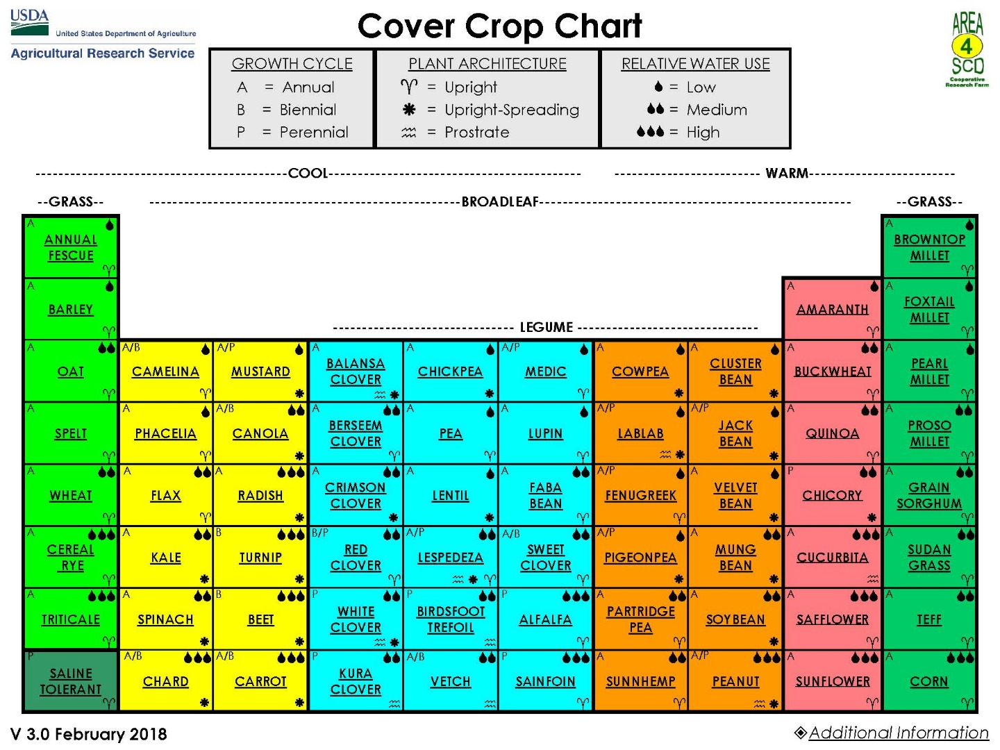 USDA
United States Department of Agriculture
Agricultural Research Service
Cover Crop Chart
AREA
4
SCD
Cooperative
Research Farm
GROWTH CYCLE
A = Annual
B = Biennial
P = Perennial
PLANT ARCHITECTURE
= Upright
= Upright-Spreading
= Prostrate
RELATIVE WATER USE
= Low
= Medium
= High
COOL
WARM
--GRASS--
BROADLEAF
--GRASS--
A
ANNUAL
FESCUE
A
BROWNTOP
MILLET
A
BARLEY
LEGUME
A
AMARANTH
A
FOXTAIL
MILLET
A
OAT
A/B
CAMELINA
A/P
MUSTARD
A
BALANSA
CLOVER
A
CHICKPEA
A/P
MEDIC
A
COWPEA
A
CLUSTER
BEAN
A
BUCKWHEAT
A
PEARL
MILLET
A
SPELT
A
PHACELIA
A/B
CANOLA
A
BERSEEM
CLOVER
A
PEA
A
LUPIN
A/P
LABLAB
A/P
JACK
BEAN
A
QUINOA
A
PROSO
MILLET
A
WHEAT
A
FLAX
A
RADISH
A
CRIMSON
CLOVER
A
LENTIL
A
FABA
BEAN
A/P
FENUGREEK
A
VELVET
BEAN
P
CHICORY
A
GRAIN
SORGHUM
A
CEREAL
RYE
A
KALE
B
TURNIP
B/P
RED
CLOVER
A/P
LESPEDEZA
A/B
SWEET
CLOVER
A/P
PIGEONPEA
A
MUNG
BEAN
A
CUCURBITA
A
SUDAN
GRASS
A
TRITICALE
A
SPINACH
B
BEET
P
WHITE
CLOVER
P
BIRDSFOOT
TREFOIL
P
ALFALFA
A
PARTRIDGE
PEA
A
SOYBEAN
A
SAFFLOWER
A
TEFF
P
SALINE
TOLERANT
A/B
CHARD
A/B
CARROT
P
KURA
CLOVER
A/B
VETCH
P
SAINFOIN
A
SUNNHEMP
A/P
PEANUT
A
SUNFLOWER
A
CORN
V 3.0 February 2018
Additional Information